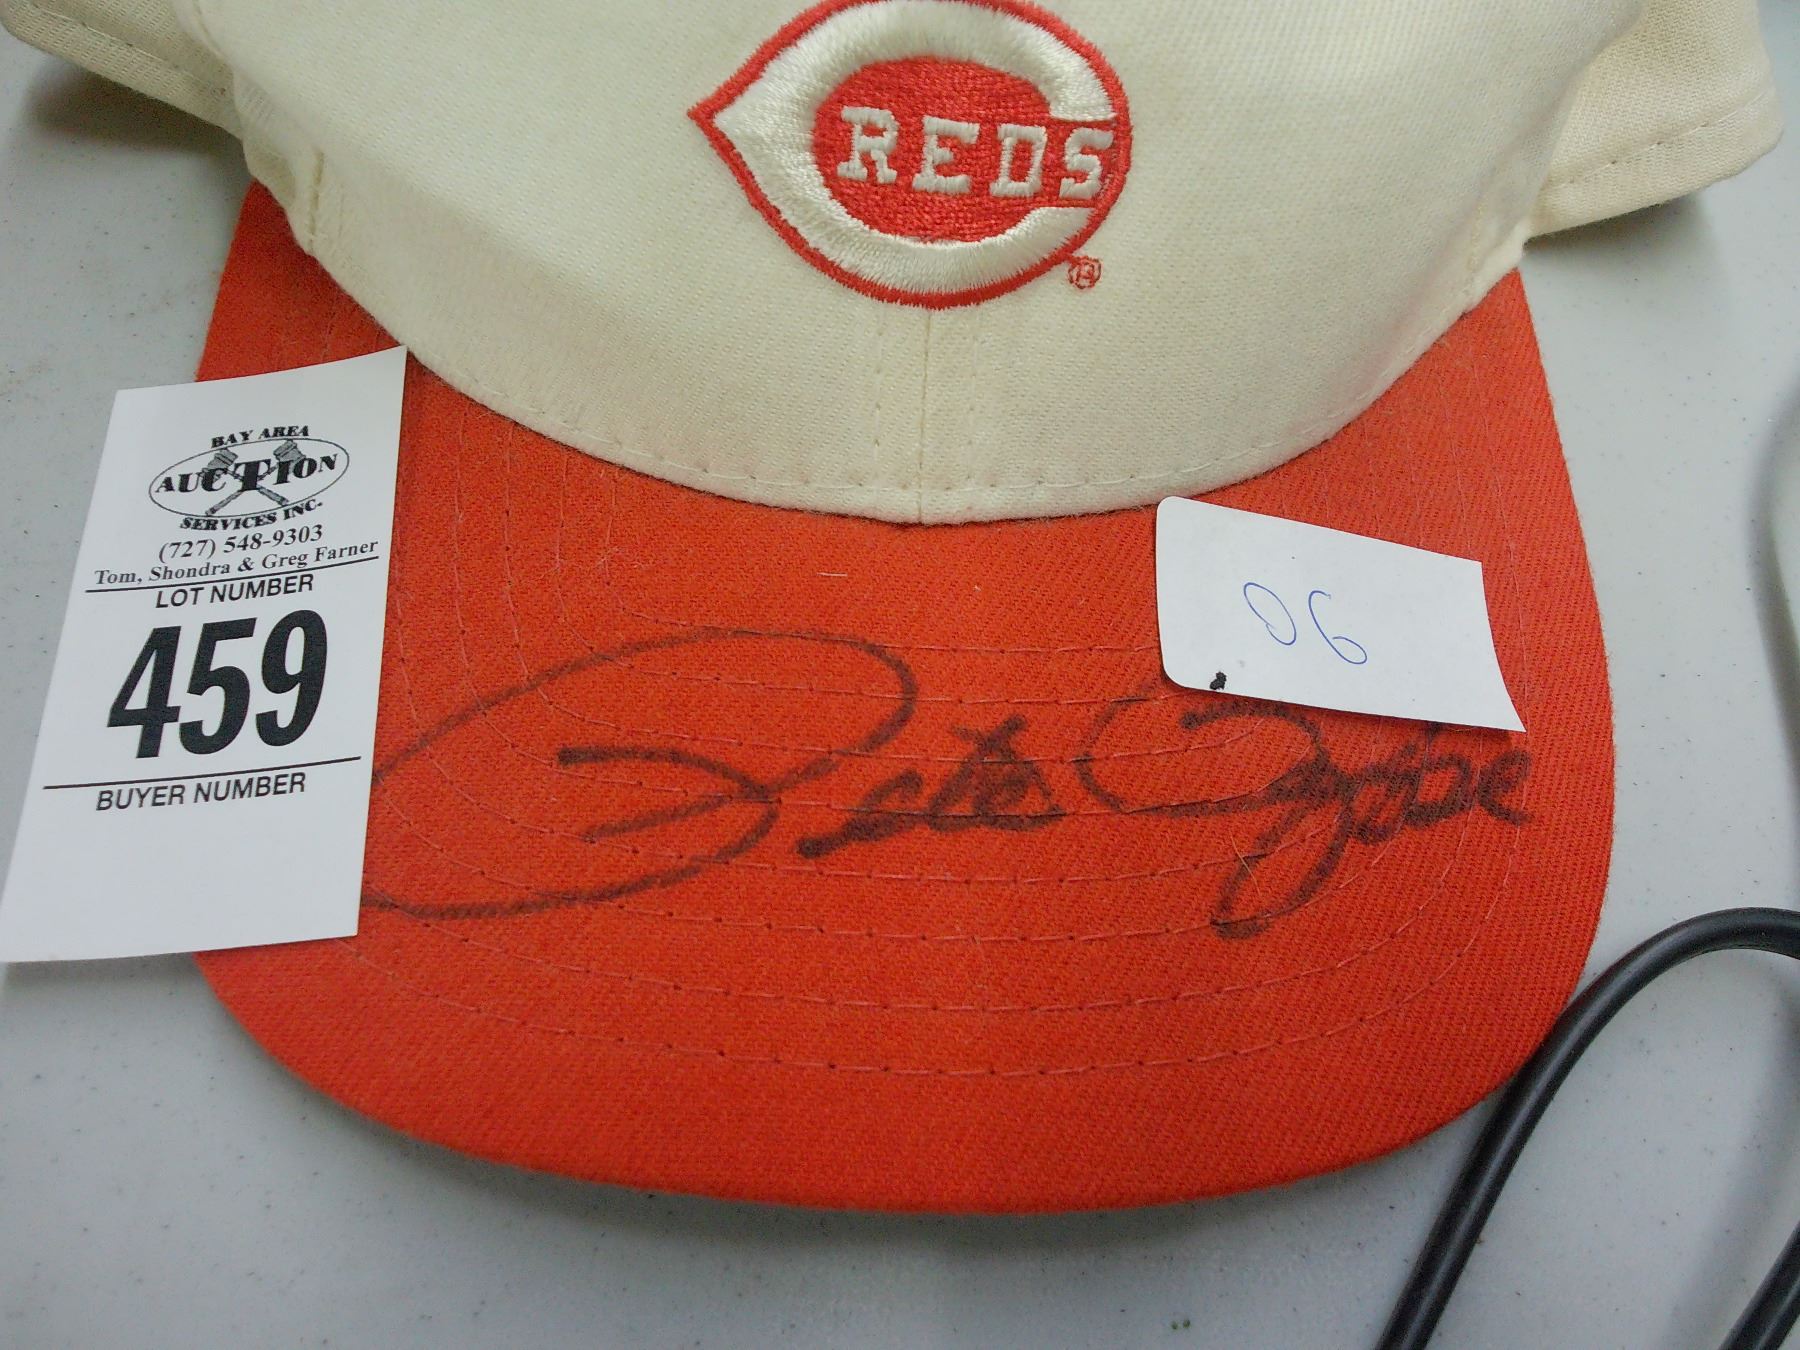 REDS
®
BAY AREA
AUCTION
SERVICES INC.
(727) 548-9303
Tom, Shondra & Greg Farner
LOT NUMBER
459
BUYER NUMBER
06
Pete Rose